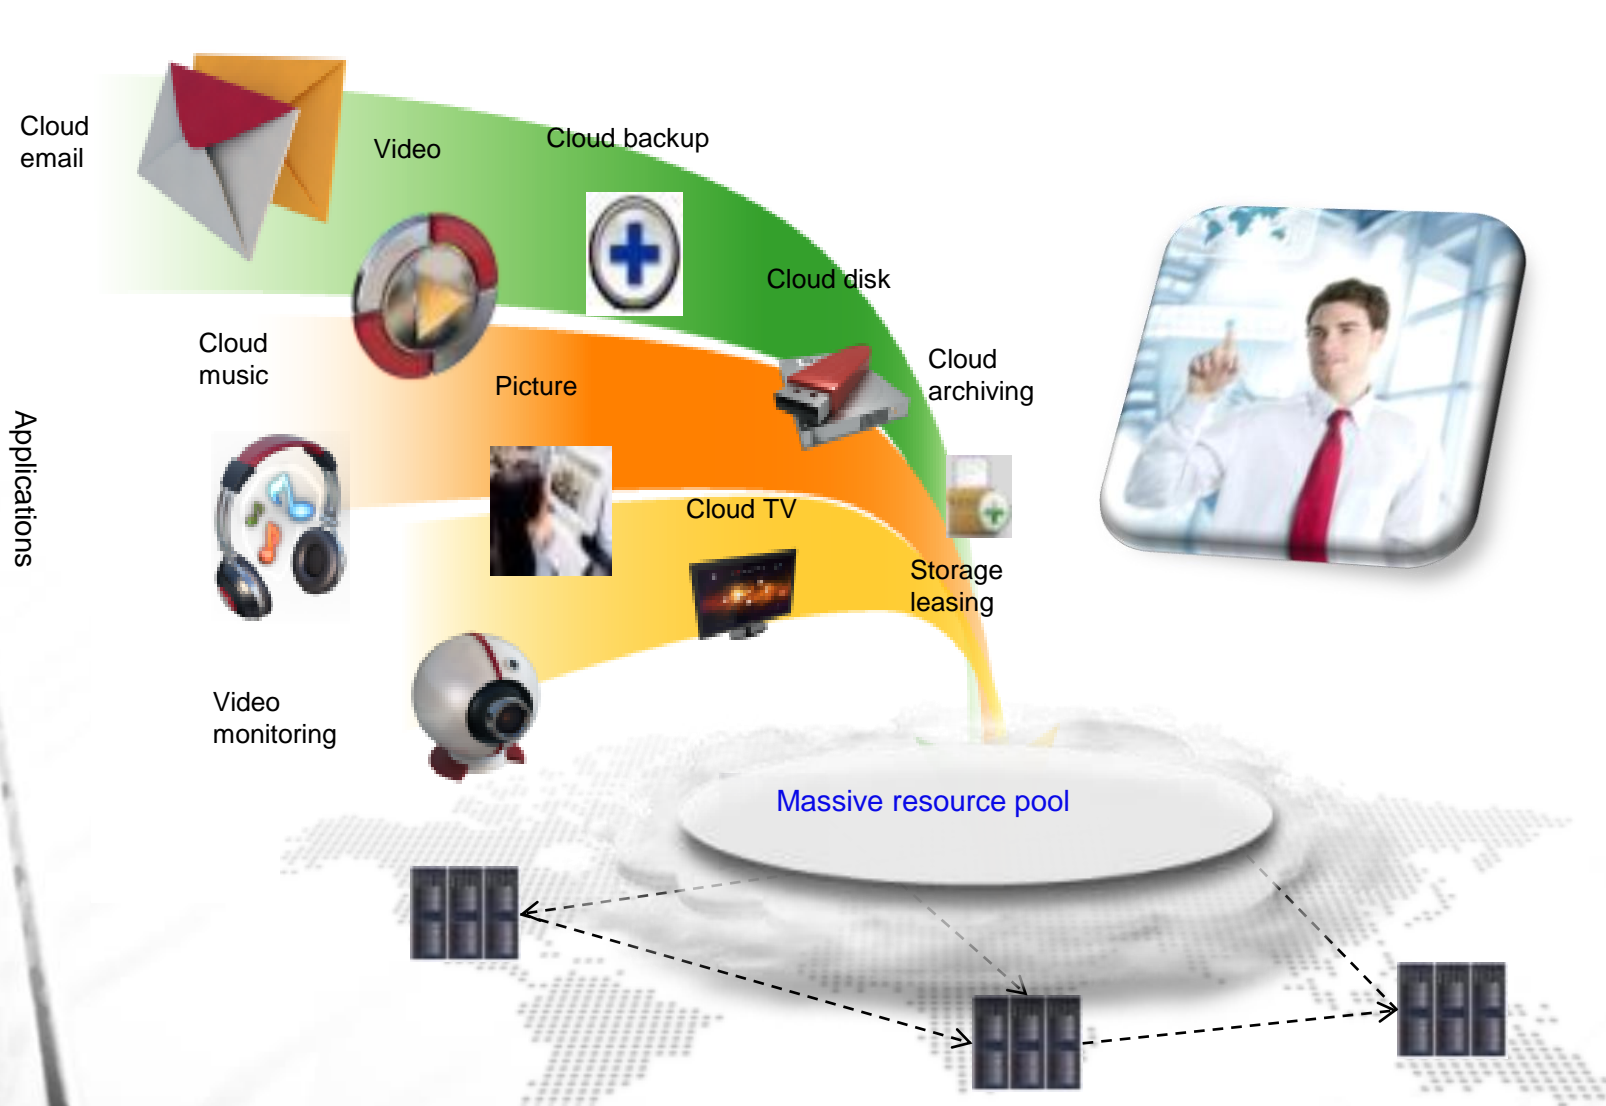 Cloud
email
Video
Cloud backup
Cloud disk
Cloud
music
Picture
Cloud
archiving
Applications
Cloud TV
Storage
leasing
Video
monitoring
Massive resource pool